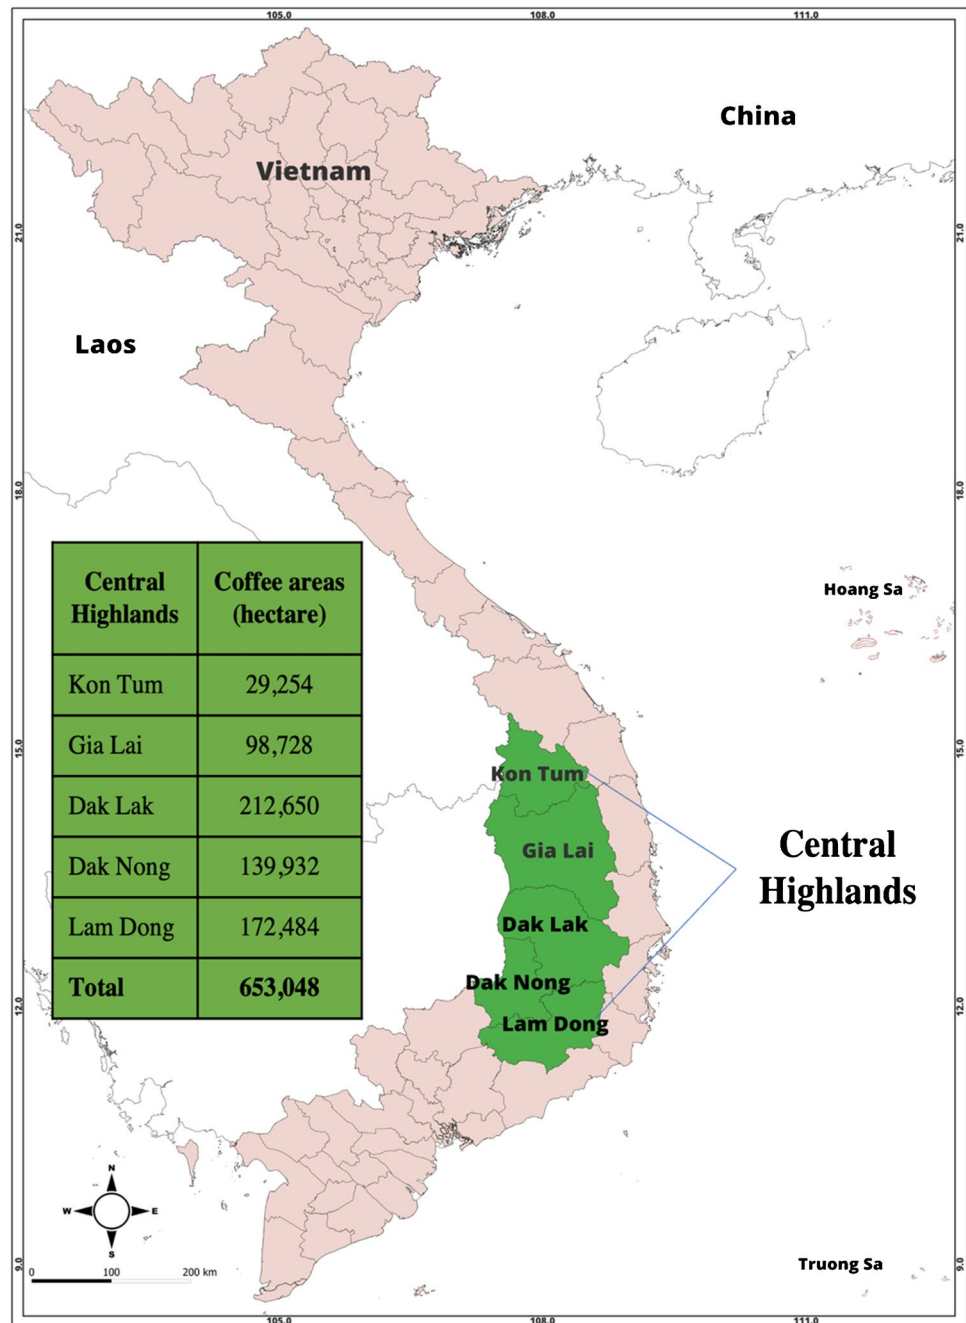 105.0
108.0
111.0
China
Vietnam
21.0
21.0
Laos
18.0
18.0
Central
Highlands
Coffee areas
(hectare)
Kon Tum
29,254
Gia Lai
98,728
Dak Lak
212,650
Dak Nong
139,932
Lam Dong
172,484
Total
653,048
Hoang Sa
15.0
15.0
Kon Tum
Gia Lai
Dak Lak
Dak Nong
Lam Dong
Central
Highlands
12.0
12.0
N
W
E
S
0
100
200 km
Truong Sa
9.0
9.0
105.0
108.0
111.0